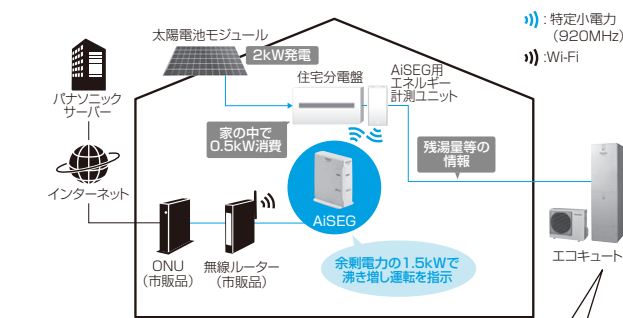 :特定小電力
（920MHz）
:Wi-Fi
太陽電池モジュール
2kW発電
住宅分電盤
AiSEG用
エネルギー
計測ユニット
パナソニック
サーバー
家の中で
0.5kW消費
残湯量等の
情報
インターネット
AiSEG
エコキュート
ONU
（市販品）
無線ルーター
（市販品）
余剰電力の1.5kWで
沸き増し運転を指示